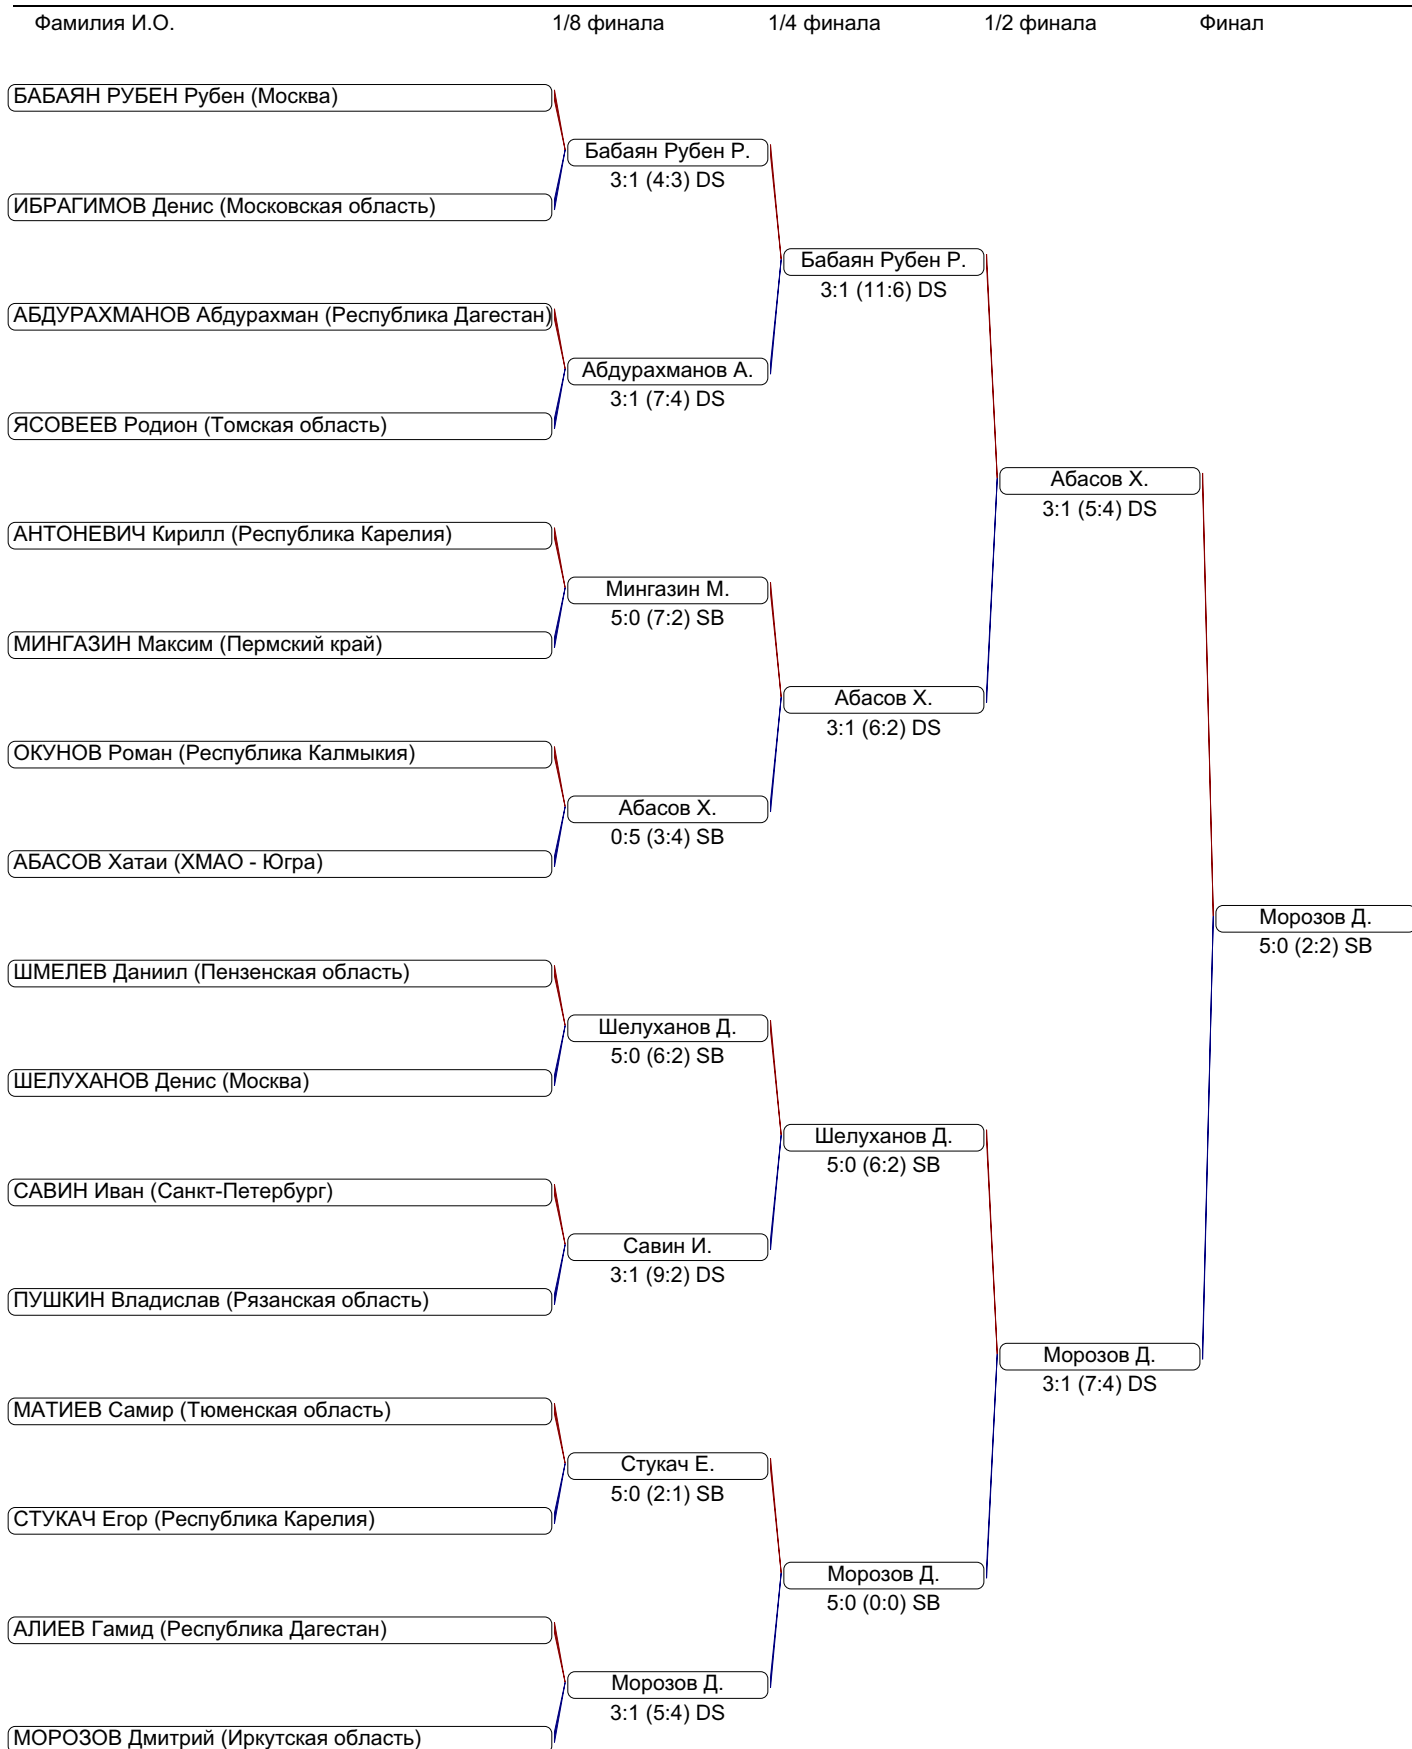 Фамилия И.О. 1/8 финала 1/4 финала 1/2 финала Финал
БАБАЯН РУБЕН Рубен (Москва)
Бабаян Рубен Р.
3:1 (4:3) DS
ИБРАГИМОВ Денис (Московская область)
Бабаян Рубен Р.
3:1 (11:6) DS
АБДУРАХМАНОВ Абдурахман (Республика Дагестан)
Абдурахманов А.
3:1 (7:4) DS
ЯСОВЕЕВ Родион (Томская область)
Абасов Х.
3:1 (5:4) DS
АНТОНЕВИЧ Кирилл (Республика Карелия)
Мингазин М.
5:0 (7:2) SB
МИНГАЗИН Максим (Пермский край)
Абасов Х.
3:1 (6:2) DS
ОКУНОВ Роман (Республика Калмыкия)
Абасов Х.
0:5 (3:4) SB
АБАСОВ Хатаи (ХМАО - Югра)
Морозов Д.
5:0 (2:2) SB
ШМЕЛЕВ Даниил (Пензенская область)
Шелуханов Д.
5:0 (6:2) SB
ШЕЛУХАНОВ Денис (Москва)
Шелуханов Д.
5:0 (6:2) SB
САВИН Иван (Санкт-Петербург)
Савин И.
3:1 (9:2) DS
ПУШКИН Владислав (Рязанская область)
Морозов Д.
3:1 (7:4) DS
МАТИЕВ Самир (Тюменская область)
Стукач Е.
5:0 (2:1) SB
СТУКАЧ Егор (Республика Карелия)
Морозов Д.
5:0 (0:0) SB
АЛИЕВ Гамид (Республика Дагестан)
Морозов Д.
3:1 (5:4) DS
МОРОЗОВ Дмитрий (Иркутская область)